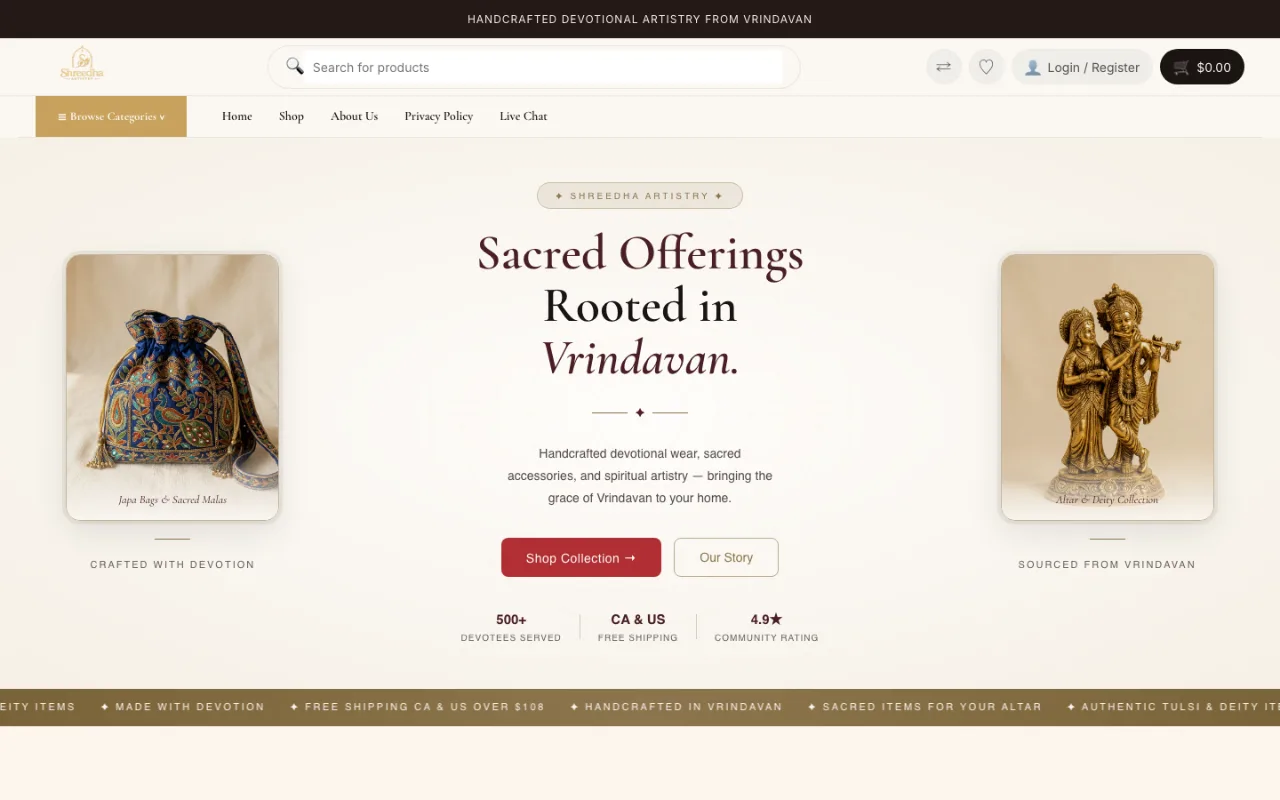 HANDCRAFTED DEVOTIONAL ARTISTRY FROM VRINDAVAN
Shreedha
Search for products
Login / Register
$0.00
≡ Browse Categories ∨
Home
Shop
About Us
Privacy Policy
Live Chat
✦ SHREEDHA ARTISTRY ✦
Sacred Offerings
Rooted in
Vrindavan.
Japa Bags & Sacred Malas
CRAFTED WITH DEVOTION
Altar & Deity Collection
SOURCED FROM VRINDAVAN
Handcrafted devotional wear, sacred
accessories, and spiritual artistry — bringing the
grace of Vrindavan to your home.
Shop Collection →
Our Story
500+
DEVOTEES SERVED
CA & US
FREE SHIPPING
4.9★
COMMUNITY RATING
EITY ITEMS ✦ MADE WITH DEVOTION ✦ FREE SHIPPING CA & US OVER $108 ✦ HANDCRAFTED IN VRINDAVAN ✦ SACRED ITEMS FOR YOUR ALTAR ✦ AUTHENTIC TULSI & DEITY ITE